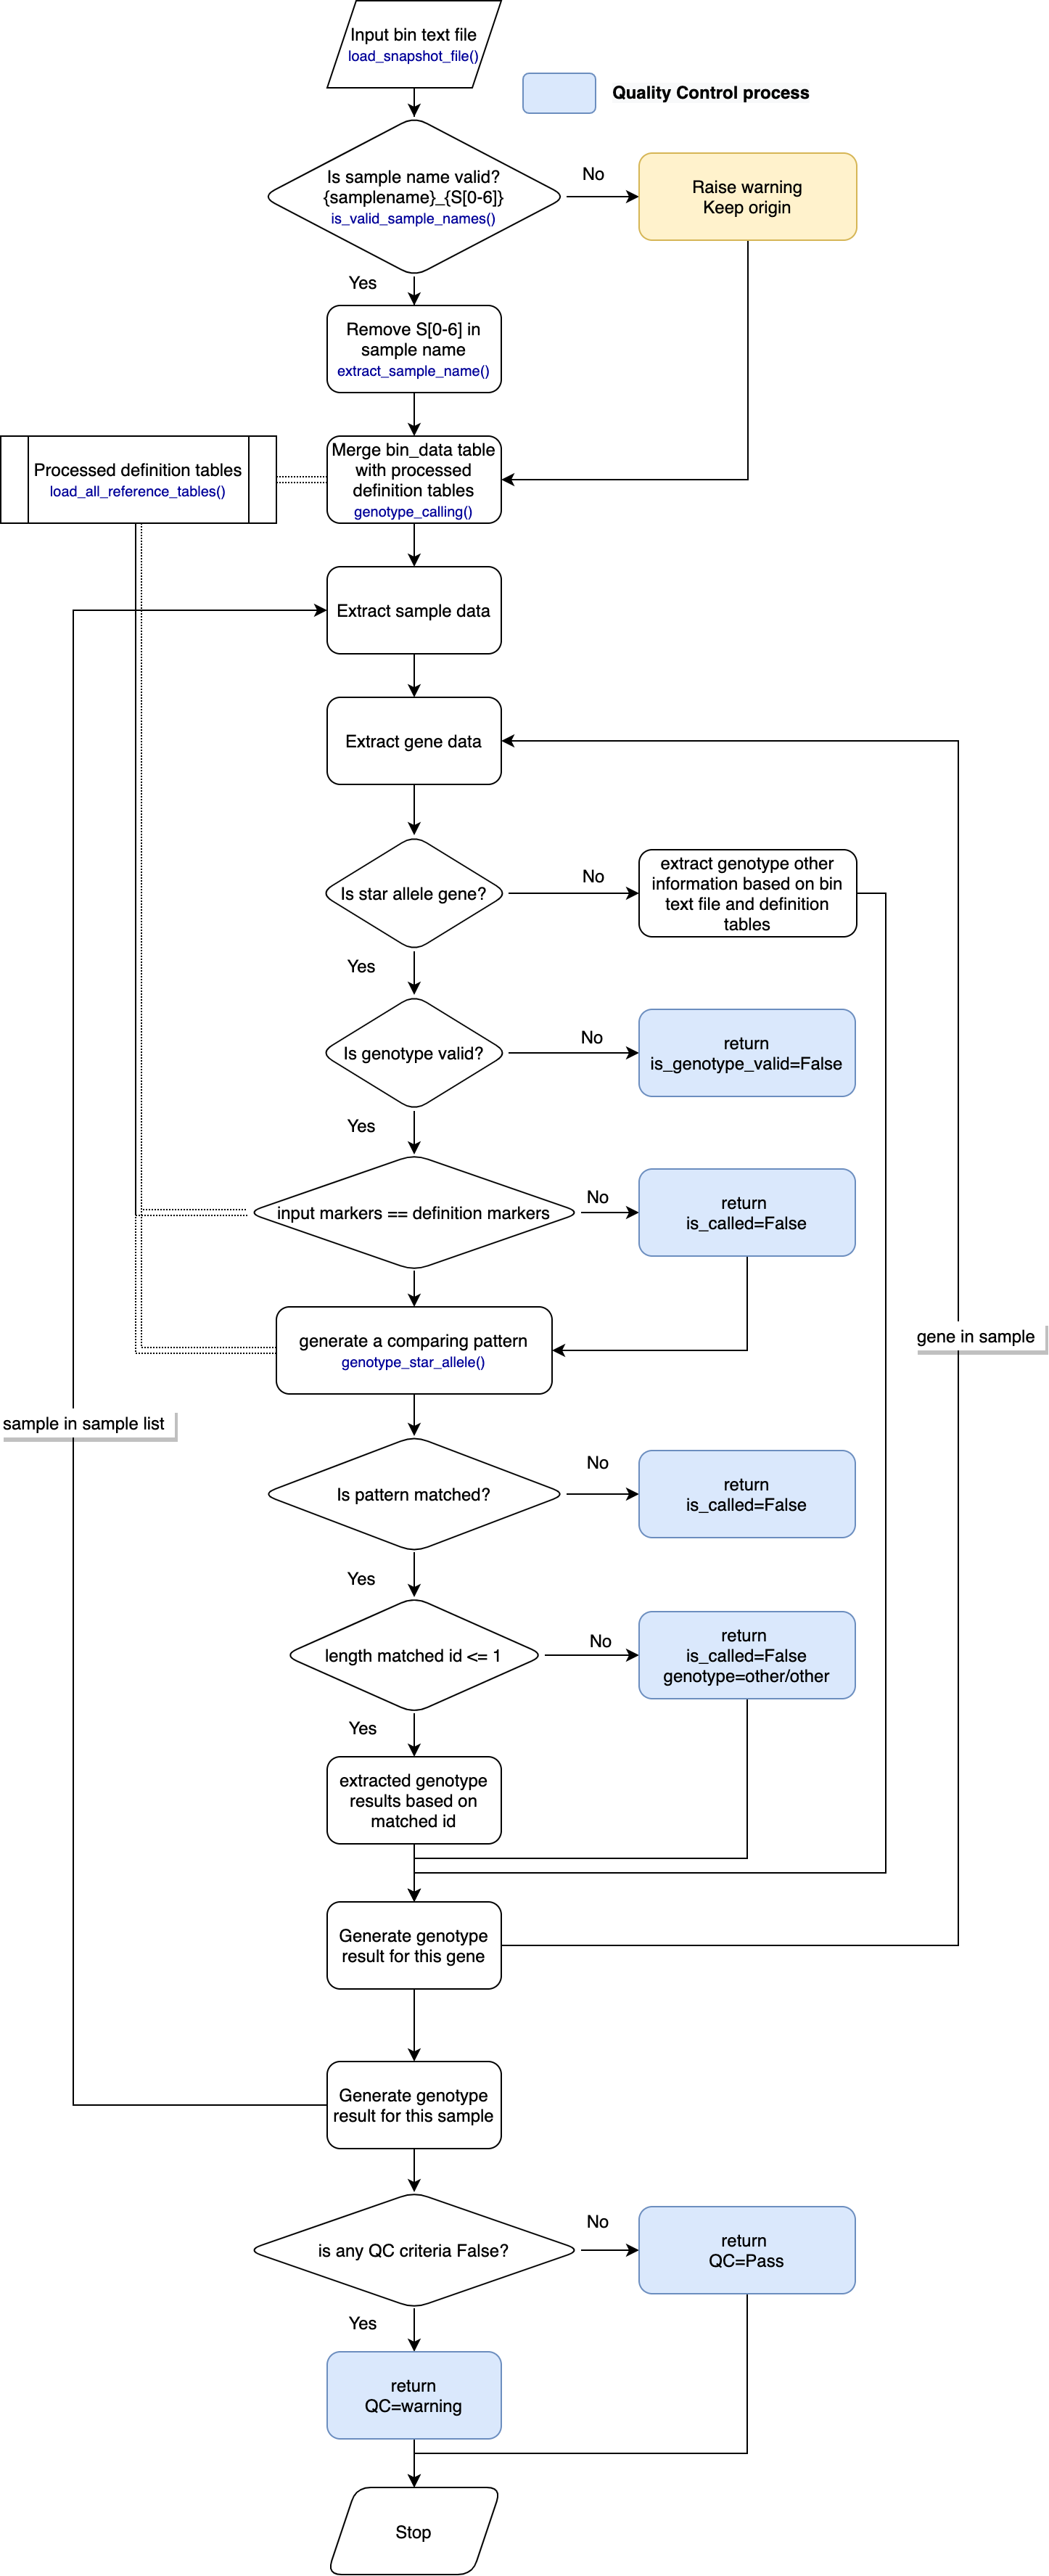 Input bin text file
load_snapshot_file()
Quality Control process
Is sample name valid?
{samplename}_{S[0-6]}
is_valid_sample_names()
No
Raise warning
Keep origin
Yes
Remove S[0-6] in
sample name
extract_sample_name()
Processed definition tables
load_all_reference_tables()
Merge bin_data table
with processed
definition tables
genotype_calling()
Extract sample data
Extract gene data
Is star allele gene?
No
extract genotype other
information based on bin
text file and definition
tables
Yes
Is genotype valid?
No
return
is_genotype_valid=False
Yes
input markers == definition markers
No
return
is_called=False
generate a comparing pattern
genotype_star_allele()
gene in sample
sample in sample list
Is pattern matched?
No
return
is_called=False
Yes
length matched id <= 1
No
return
is_called=False
genotype=other/other
Yes
extracted genotype
results based on
matched id
Generate genotype
result for this gene
Generate genotype
result for this sample
is any QC criteria False?
No
return
QC=Pass
Yes
return
QC=warning
Stop